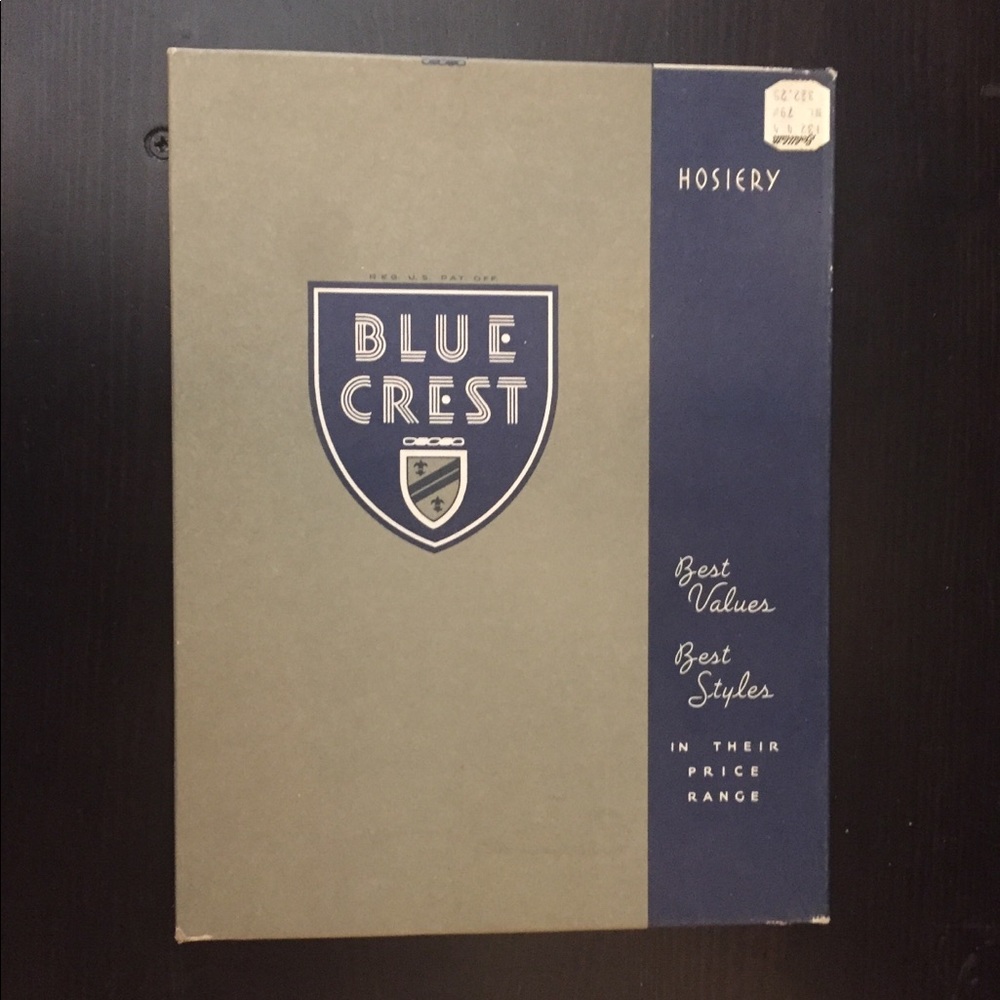 HOSIERY
REG. U.S. PAT. OFF.
BLUE
CREST
Best
Values
Best
Styles
IN THEIR
PRICE
RANGE